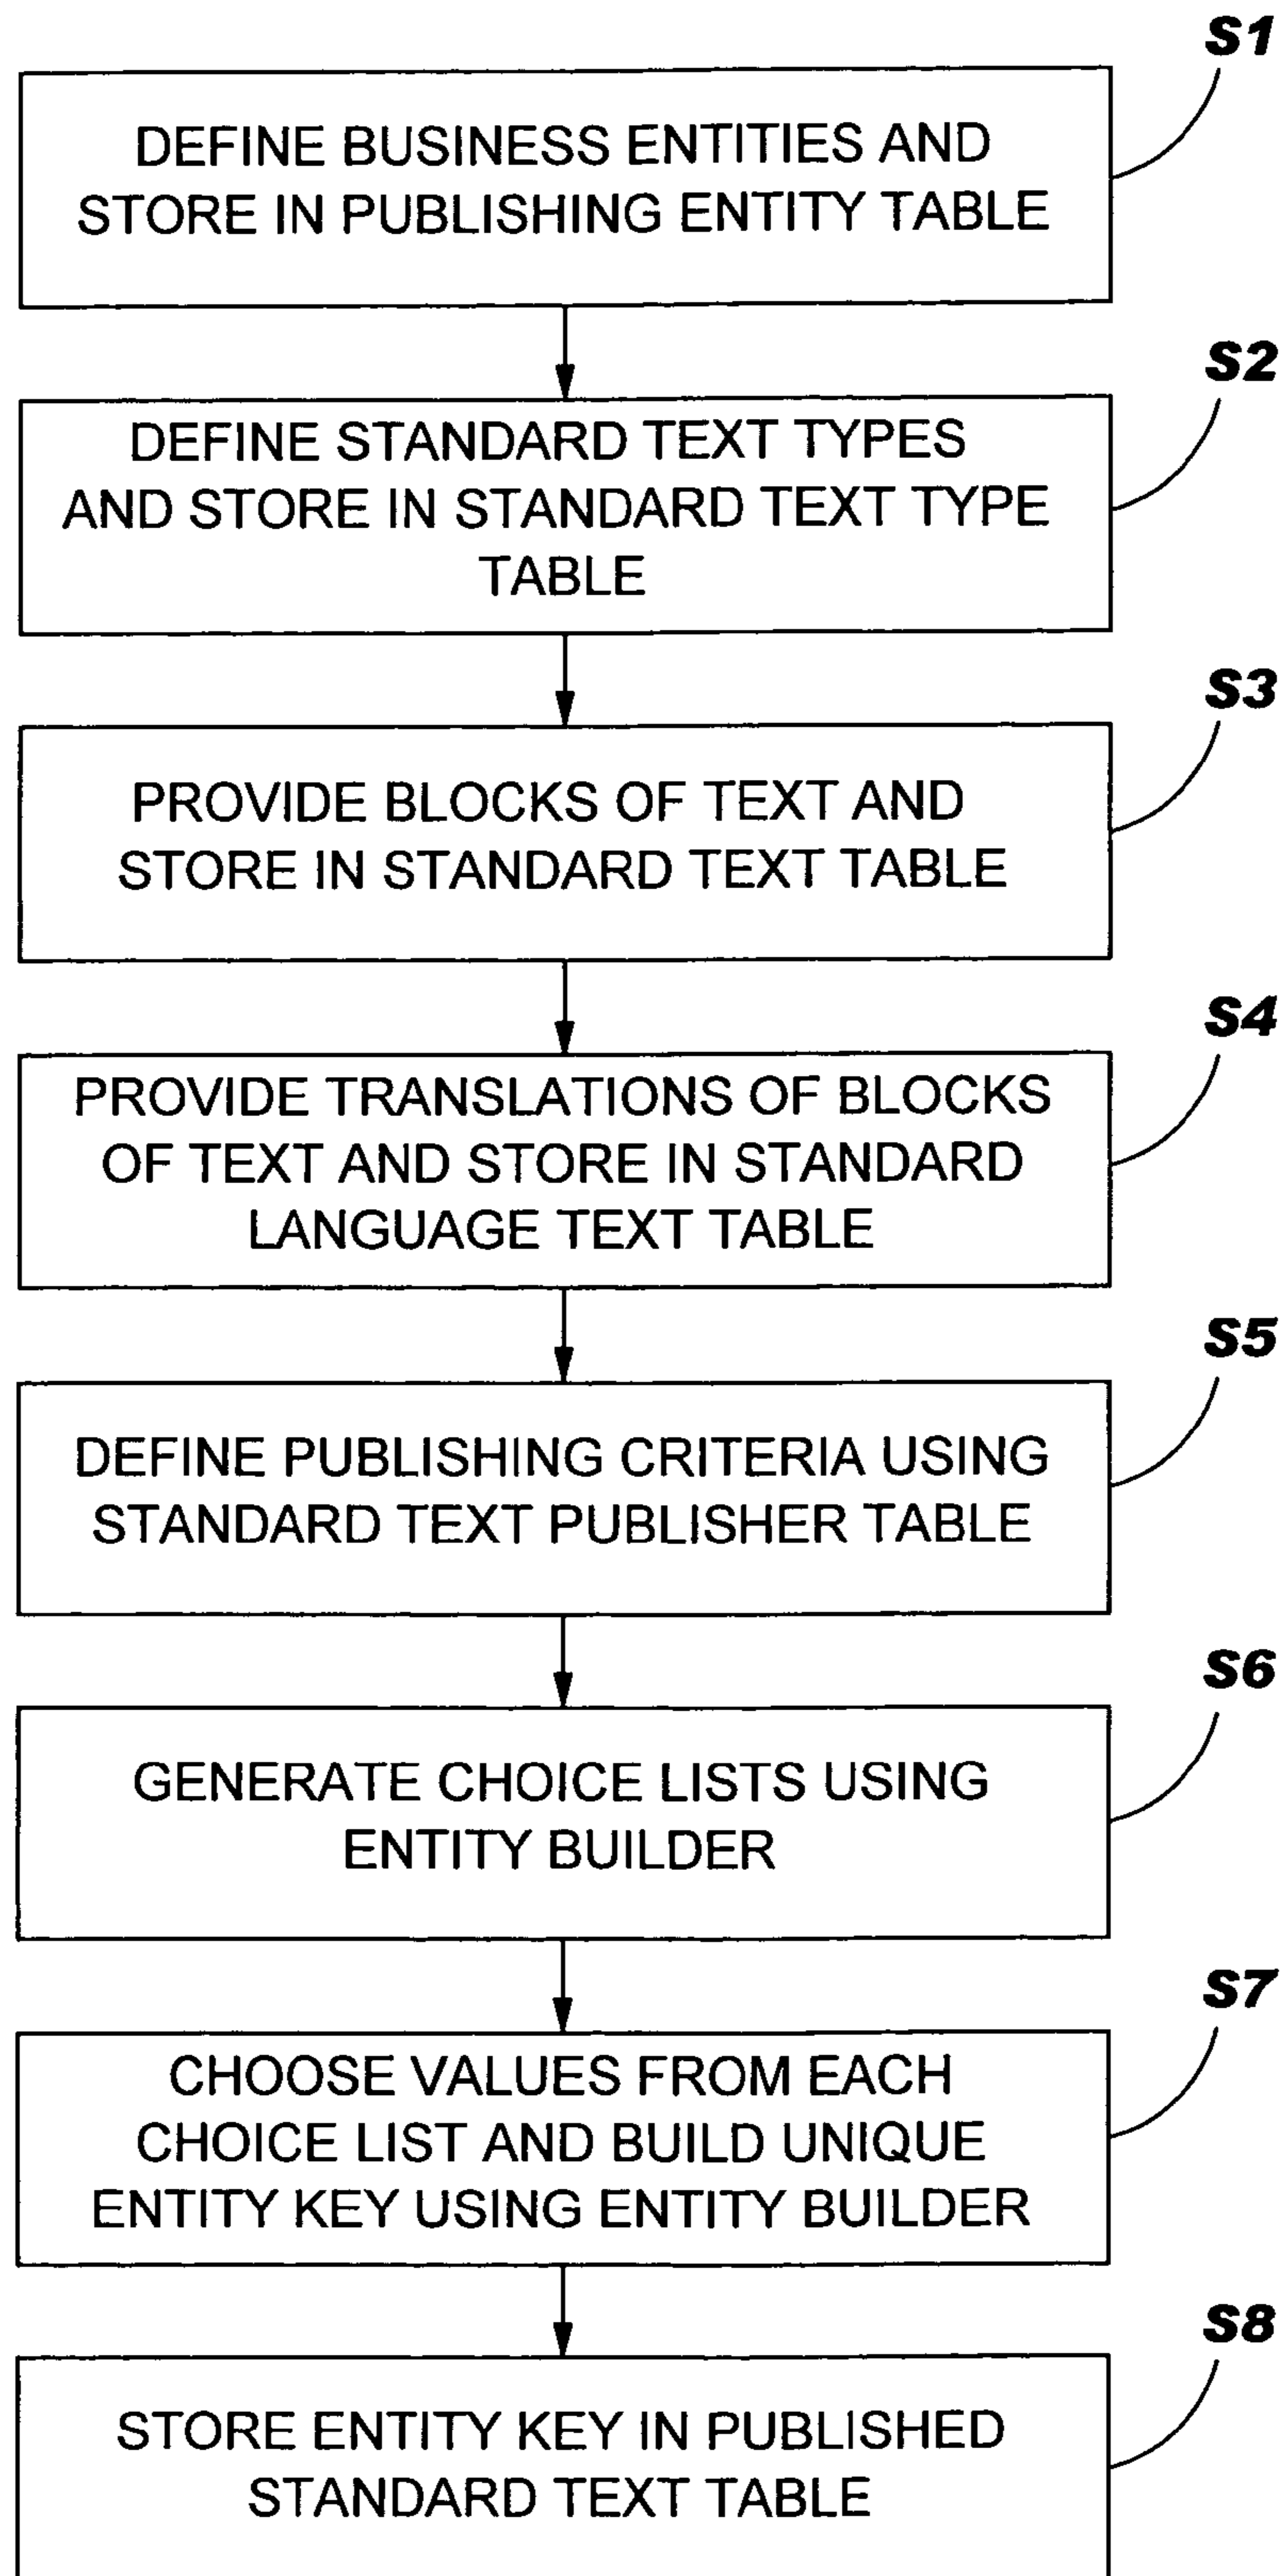 S1
DEFINE BUSINESS ENTITIES AND
STORE IN PUBLISHING ENTITY TABLE
S2
DEFINE STANDARD TEXT TYPES
AND STORE IN STANDARD TEXT TYPE
TABLE
S3
PROVIDE BLOCKS OF TEXT AND
STORE IN STANDARD TEXT TABLE
S4
PROVIDE TRANSLATIONS OF BLOCKS
OF TEXT AND STORE IN STANDARD
LANGUAGE TEXT TABLE
S5
DEFINE PUBLISHING CRITERIA USING
STANDARD TEXT PUBLISHER TABLE
S6
GENERATE CHOICE LISTS USING
ENTITY BUILDER
S7
CHOOSE VALUES FROM EACH
CHOICE LIST AND BUILD UNIQUE
ENTITY KEY USING ENTITY BUILDER
S8
STORE ENTITY KEY IN PUBLISHED
STANDARD TEXT TABLE